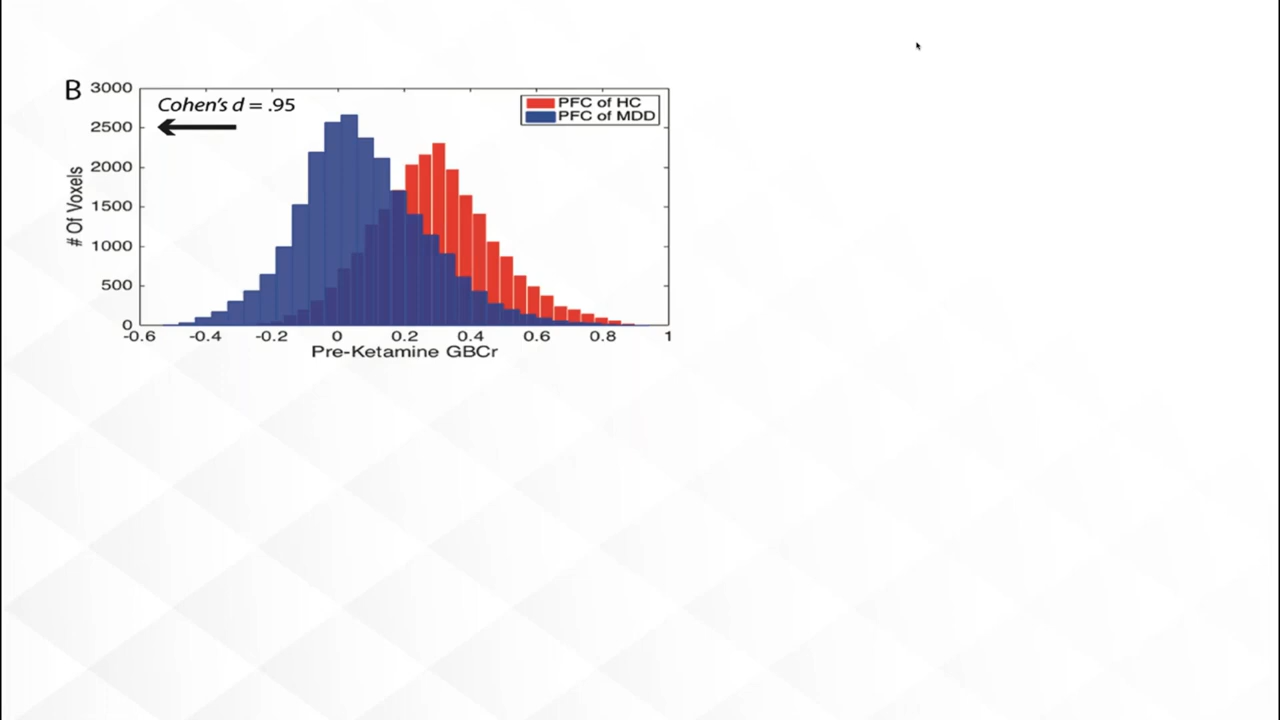 B
Cohen's d = .95
PFC of HC
PFC of MDD
# Of Voxels
3000
2500
2000
1500
1000
500
0
-0.6 -0.4 -0.2 0 0.2 0.4 0.6 0.8 1
Pre-Ketamine GBCr